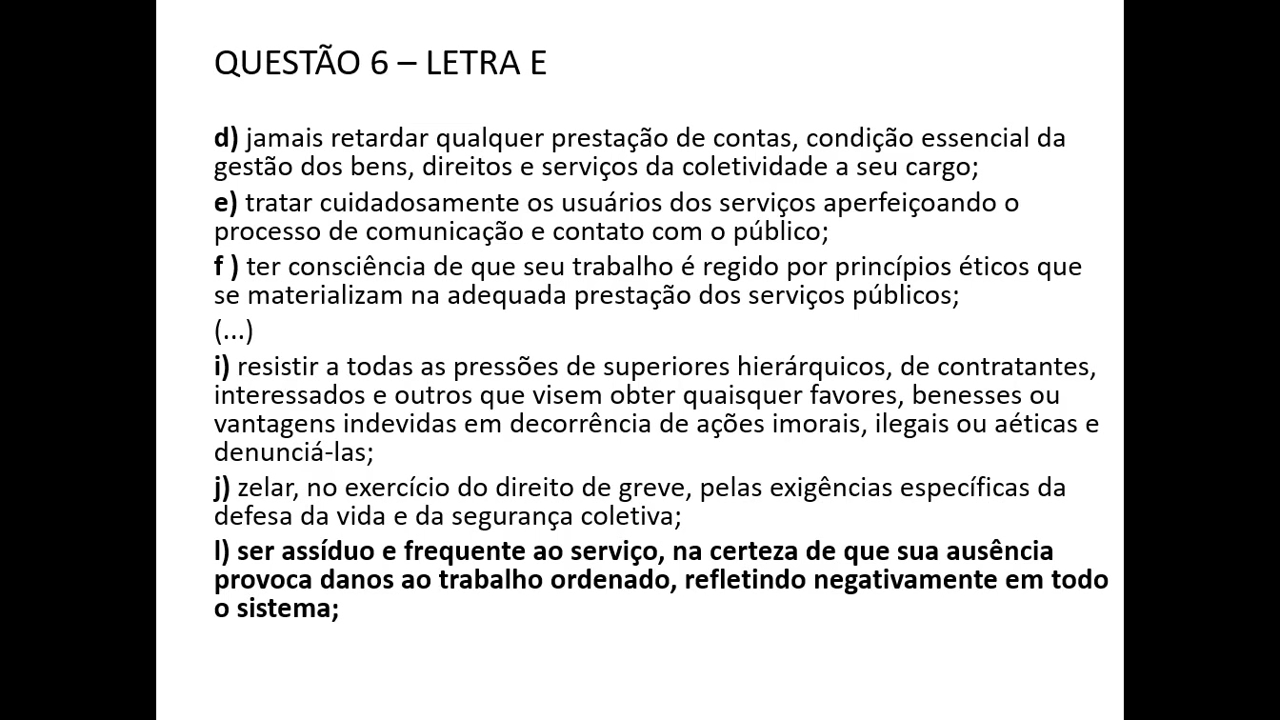 QUESTÃO 6 – LETRA E
d) jamais retardar qualquer prestação de contas, condição essencial da
gestão dos bens, direitos e serviços da coletividade a seu cargo;
e) tratar cuidadosamente os usuários dos serviços aperfeiçoando o
processo de comunicação e contato com o público;
f ) ter consciência de que seu trabalho é regido por princípios éticos que
se materializam na adequada prestação dos serviços públicos;
(...)
i) resistir a todas as pressões de superiores hierárquicos, de contratantes,
interessados e outros que visem obter quaisquer favores, benesses ou
vantagens indevidas em decorrência de ações imorais, ilegais ou aéticas e
denunciá-las;
j) zelar, no exercício do direito de greve, pelas exigências específicas da
defesa da vida e da segurança coletiva;
l) ser assíduo e frequente ao serviço, na certeza de que sua ausência
provoca danos ao trabalho ordenado, refletindo negativamente em todo
o sistema;